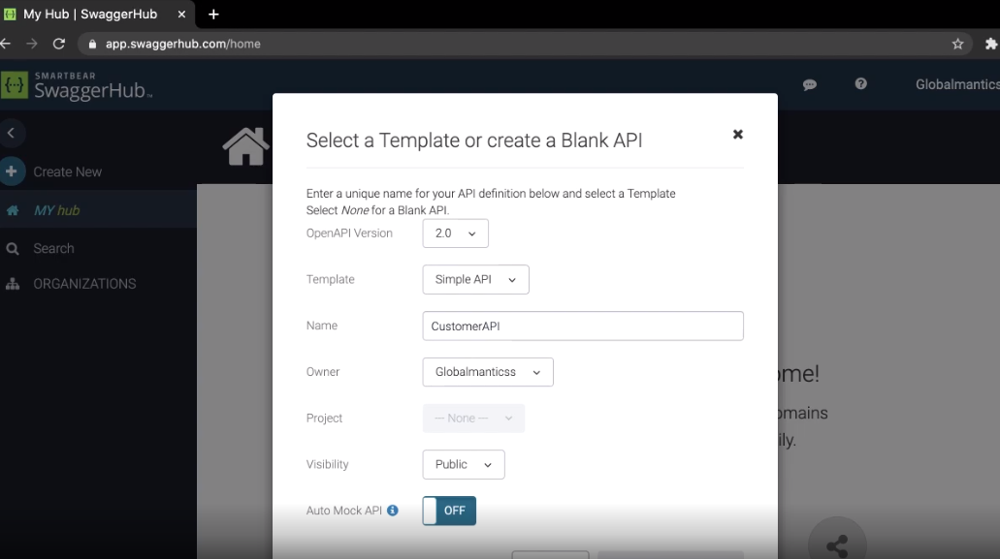 My Hub | SwaggerHub
app.swaggerhub.com/home
SMARTBEAR
SwaggerHub™
Globalmantics
Create New
MY hub
Search
ORGANIZATIONS
Select a Template or create a Blank API
Enter a unique name for your API definition below and select a Template
Select None for a Blank API.
OpenAPI Version 2.0
Template Simple API
Name CustomerAPI
Owner Globalmanticss
Project --- None ---
Visibility Public
Auto Mock API OFF
ome!
omains
ily.